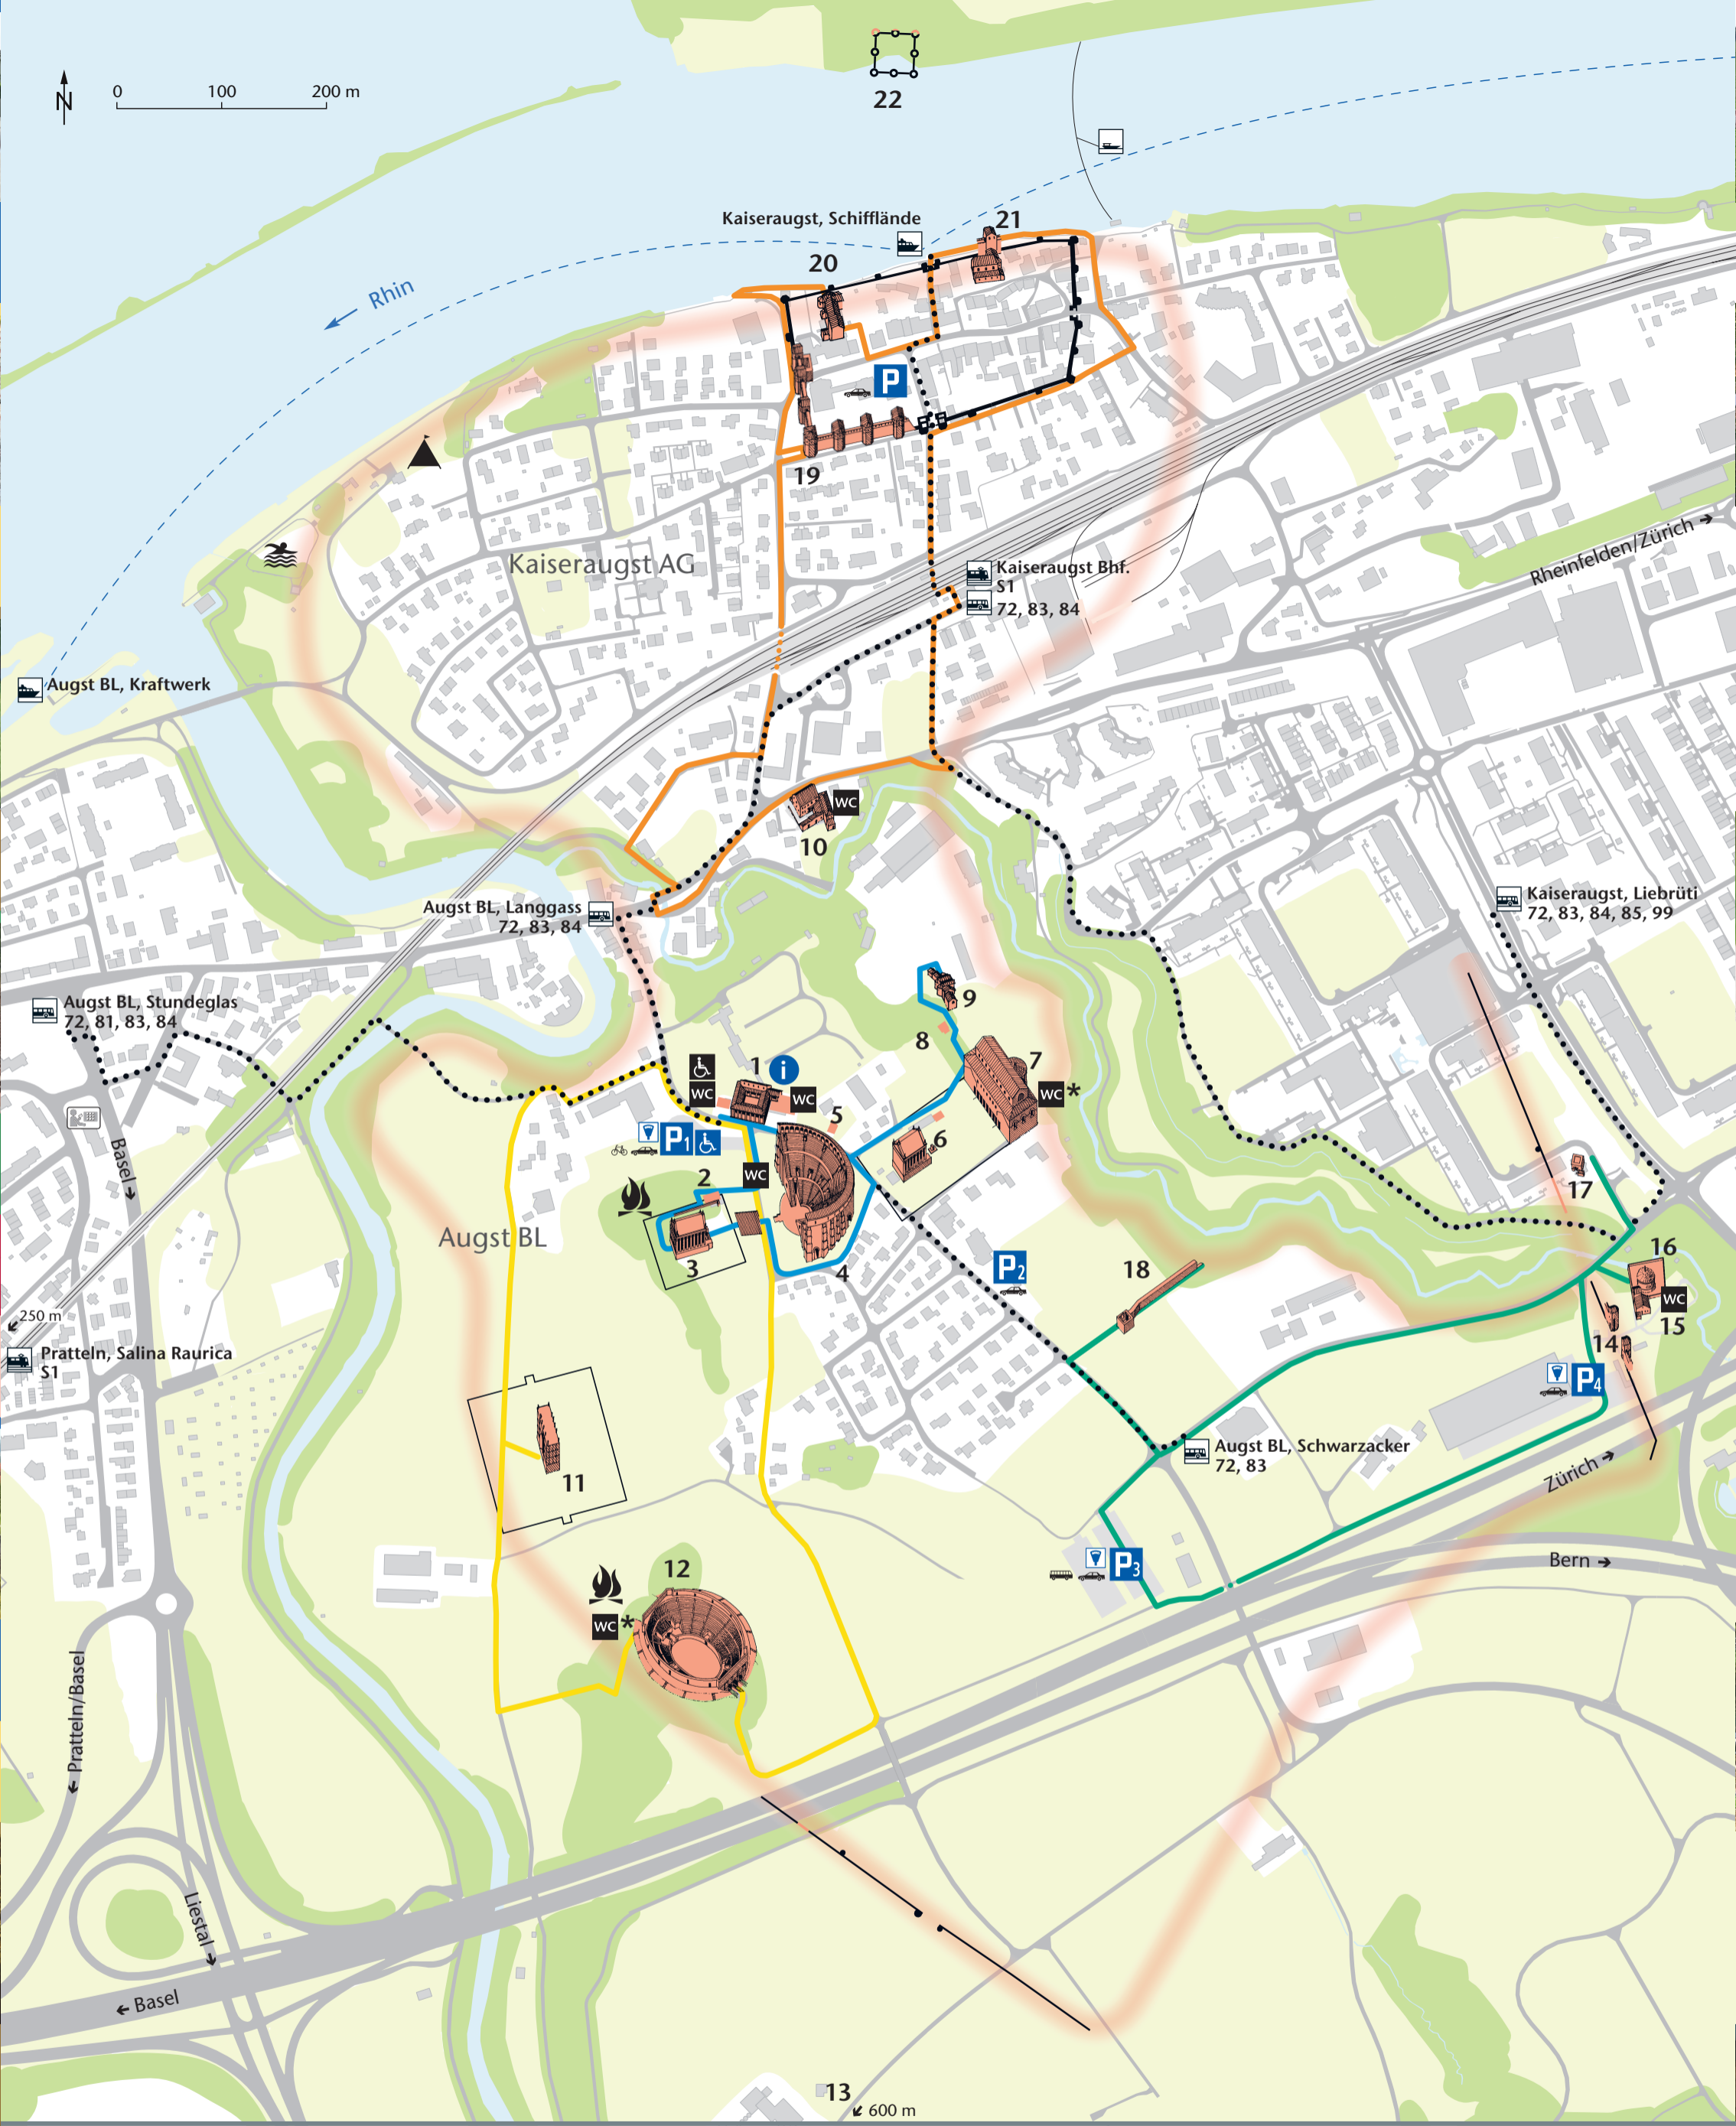 22
N
0 100 200 m
Kaiseraugst, Schifflände
21
20
Rhin
P
19
Kaiseraugst AG
Kaiseraugst Bhf.
S1
72, 83, 84
Rheinfelden/Zürich →
Augst BL, Kraftwerk
WC
10
Kaiseraugst, Liebrüti
72, 83, 84, 85, 99
Augst BL, Langgass
72, 83, 84
9
Augst BL, Stundeglas
72, 81, 83, 84
8
7
WC *
1
i
WC
WC
5
6
P1
Basel →
WC
2
17
Augst BL
3
4
P2
18
16
WC
15
14
← 250 m
Pratteln, Salina Raurica
S1
P4
Augst BL, Schwarzacker
72, 83
Zürich →
11
P3
Bern →
12
WC *
← Pratteln/Basel
Liestal →
← Basel
13
↙ 600 m